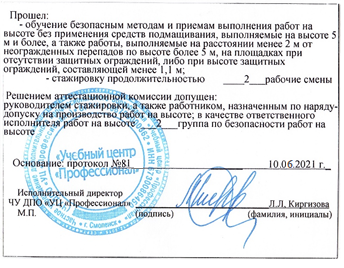 Прошел:
- обучение безопасным методам и приемам выполнения работ на
высоте без применения средств подмащивания, выполняемые на высоте 5
м и более, а также работы, выполняемые на расстоянии менее 2 м от
неогражденных перепадов по высоте более 5 м, на площадках при
отсутствии защитных ограждений, либо при высоте защитных
ограждений, составляющей менее 1,1 м;
- стажировку продолжительностью 2 рабочие смены
Решением аттестационной комиссии допущен:
руководителем стажировки, а также работником, назначенным по наряду-
допуску на производство работ на высоте; в качестве ответственного
исполнителя работ на высоте 2 группа по безопасности работ на
высоте
«Учебный центр
«Профессионал»
Основание: протокол №81 10.06.2021 г.
Исполнительный директор
ЧУ ДПО «УЦ «Профессионал» Л.Л. Киргизова
М.П. (подпись) (фамилия, инициалы)
г. Смоленск